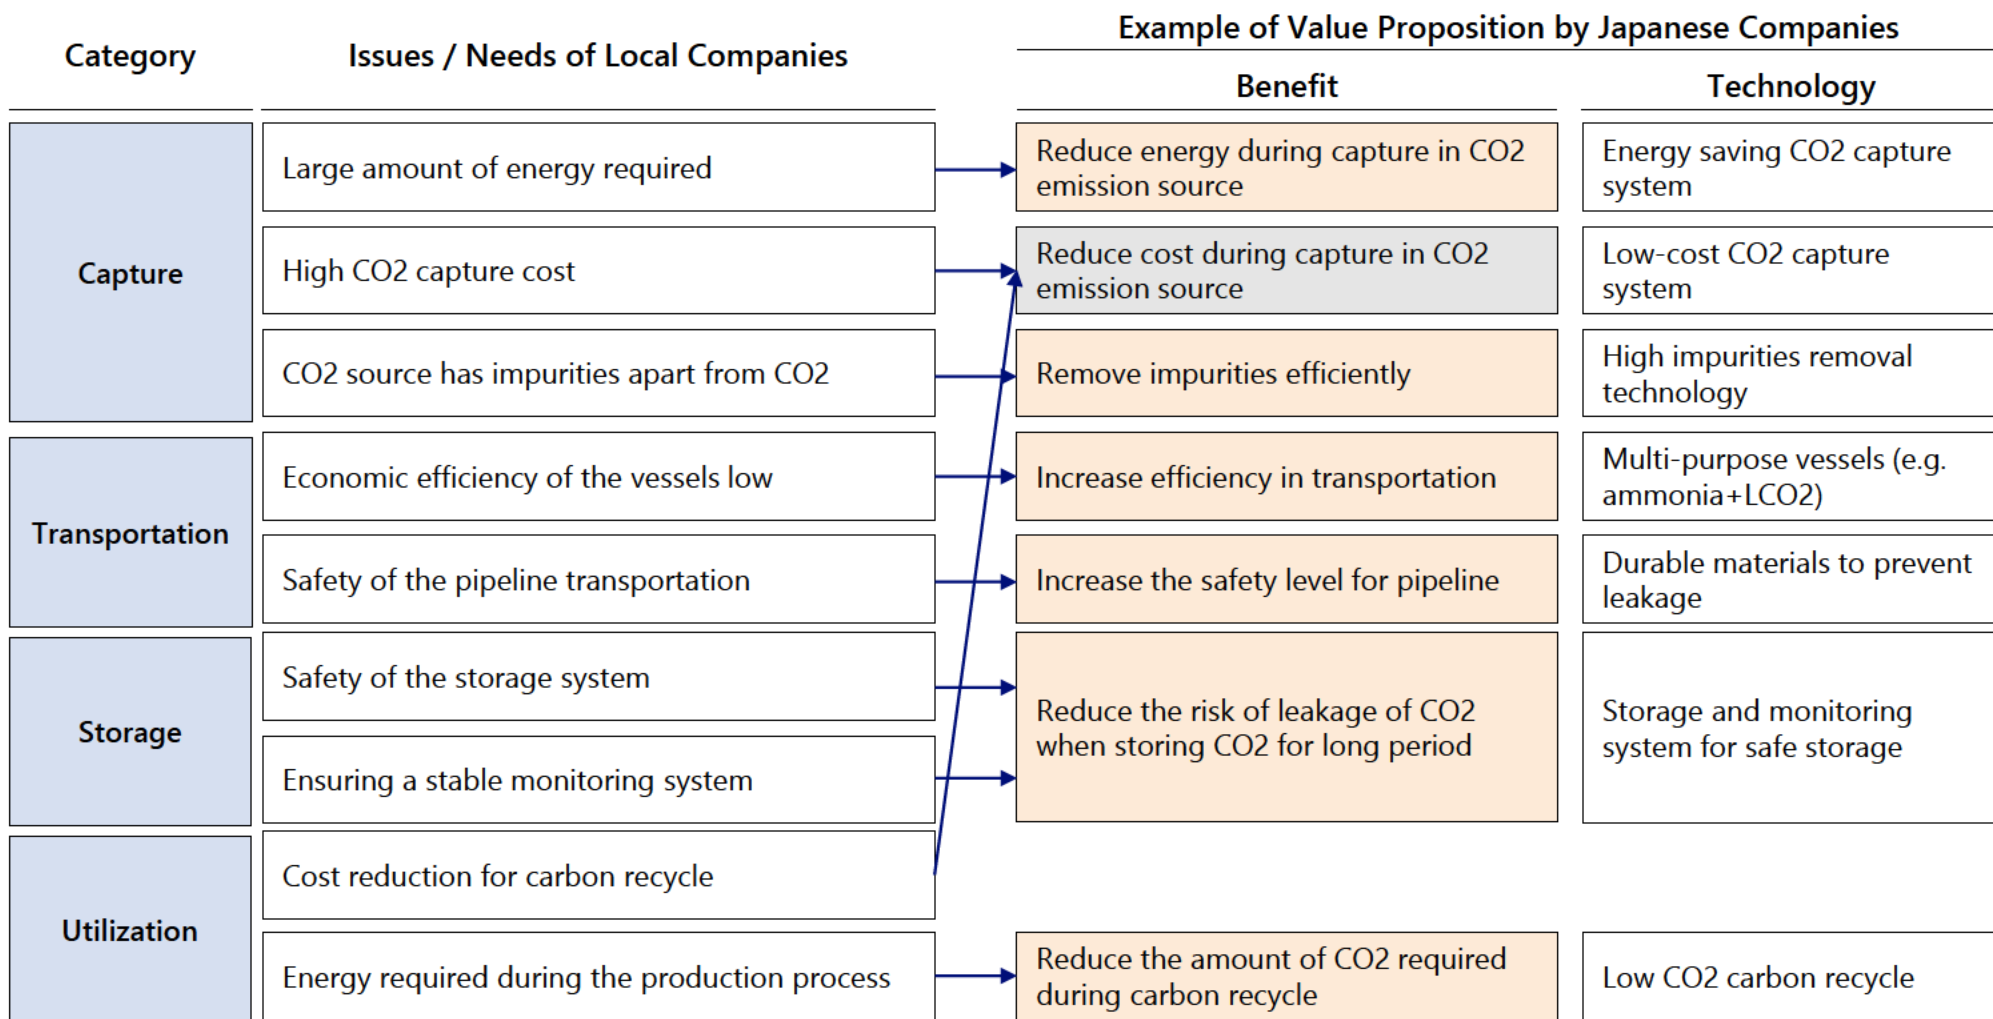 Category
Issues / Needs of Local Companies
Example of Value Proposition by Japanese Companies
Benefit
Technology
Capture
Large amount of energy required
Reduce energy during capture in CO2
emission source
Energy saving CO2 capture
system
High CO2 capture cost
Reduce cost during capture in CO2
emission source
Low-cost CO2 capture
system
CO2 source has impurities apart from CO2
Remove impurities efficiently
High impurities removal
technology
Transportation
Economic efficiency of the vessels low
Increase efficiency in transportation
Multi-purpose vessels (e.g.
ammonia+LCO2)
Safety of the pipeline transportation
Increase the safety level for pipeline
Durable materials to prevent
leakage
Storage
Safety of the storage system
Ensuring a stable monitoring system
Reduce the risk of leakage of CO2
when storing CO2 for long period
Storage and monitoring
system for safe storage
Utilization
Cost reduction for carbon recycle
Energy required during the production process
Reduce the amount of CO2 required
during carbon recycle
Low CO2 carbon recycle